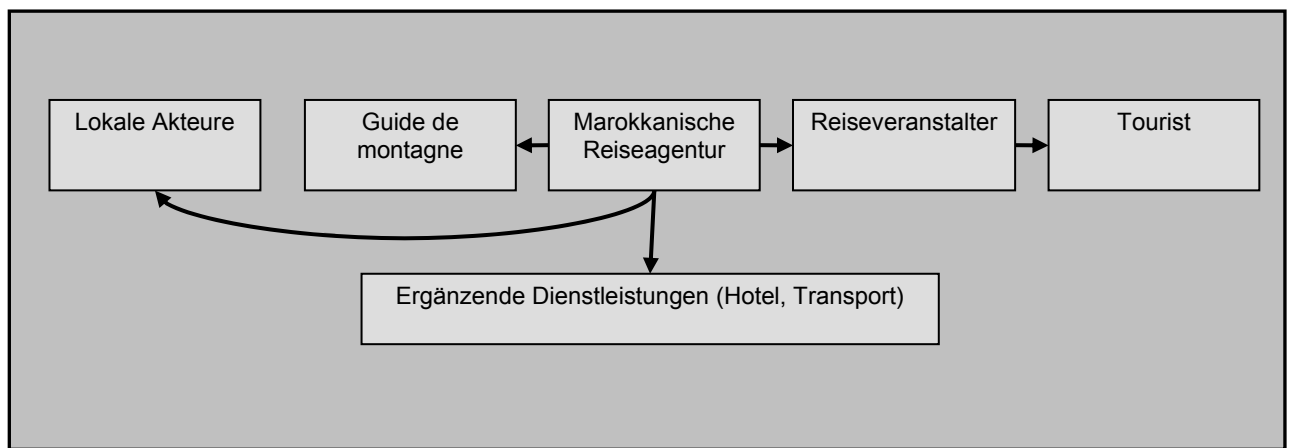 Lokale Akteure
Guide de
montagne
Marokkanische
Reiseagentur
Reiseveranstalter
Tourist
Ergänzende Dienstleistungen (Hotel, Transport)